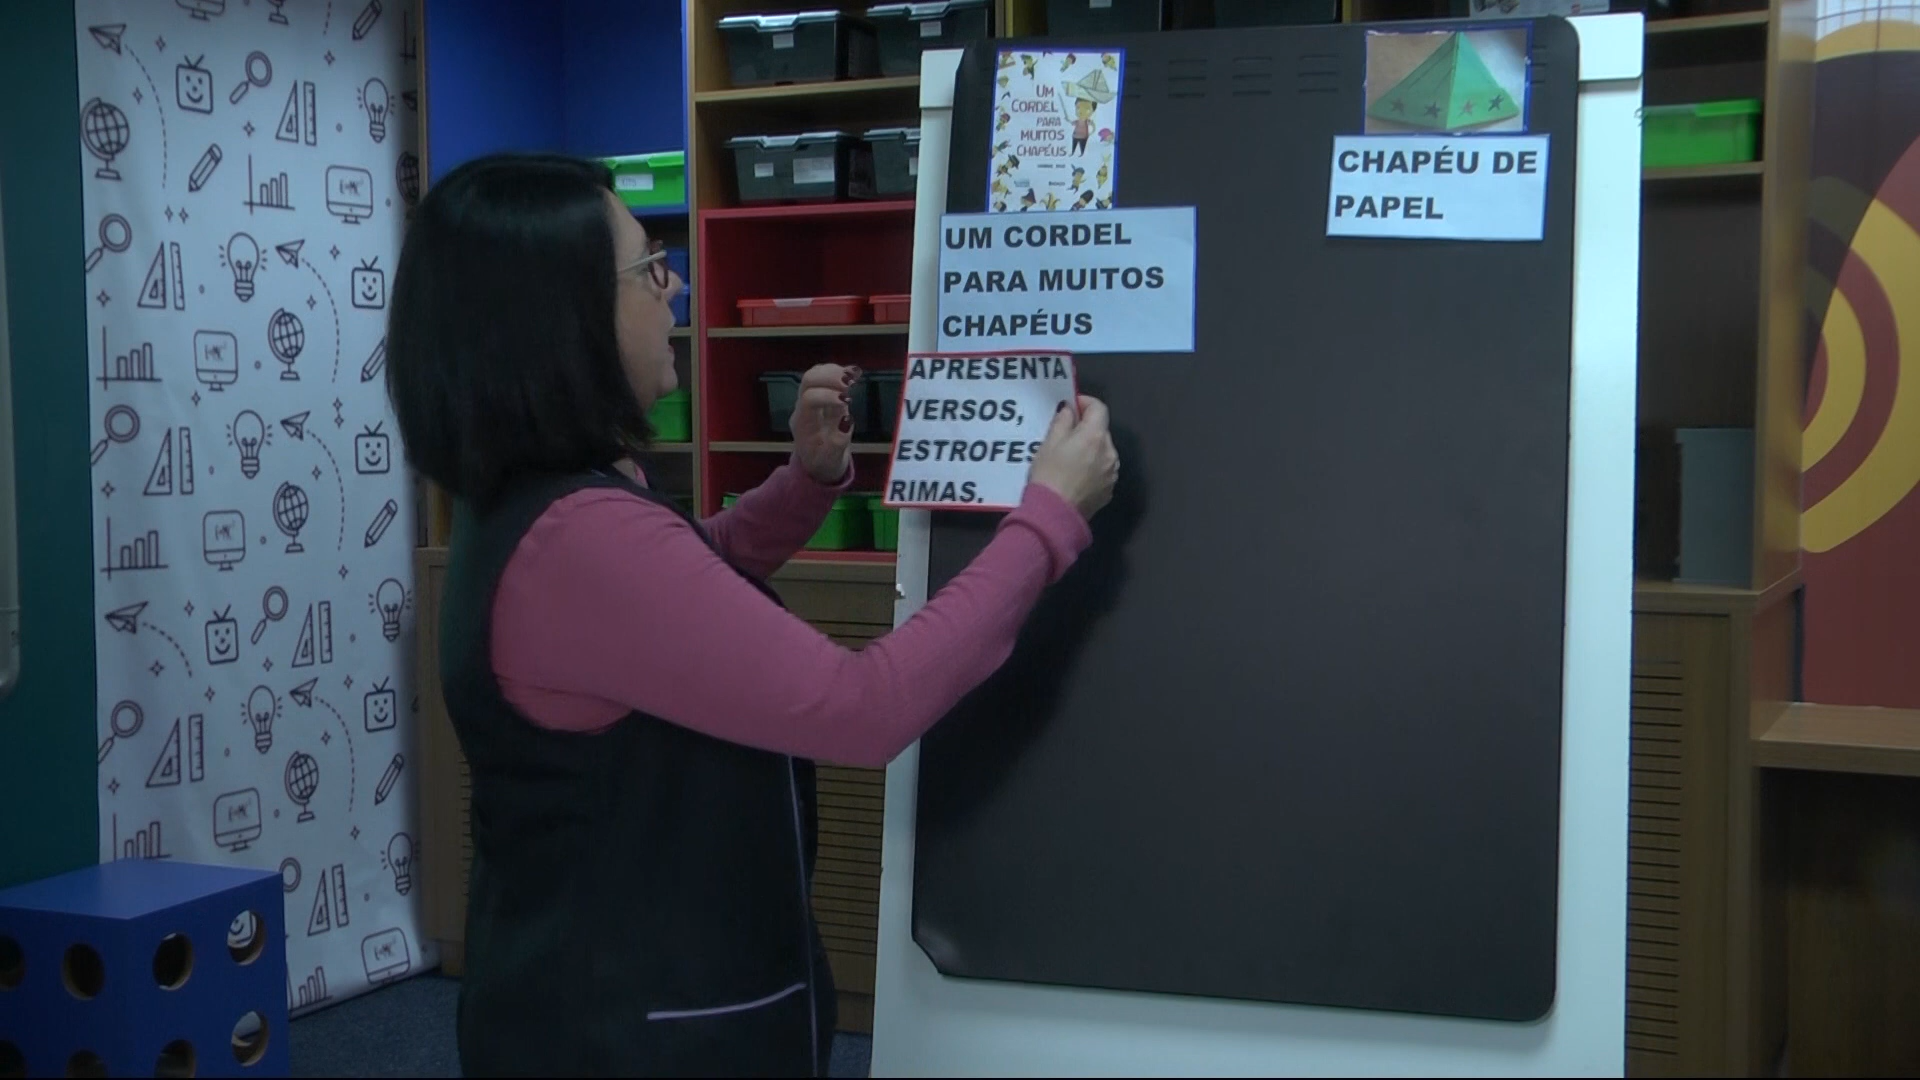 UM
CORDEL
PARA
MUITOS
CHAPÉUS
UM CORDEL
PARA MUITOS
CHAPÉUS
APRESENTA
VERSOS,
ESTROFES
RIMAS.
CHAPÉU DE
PAPEL